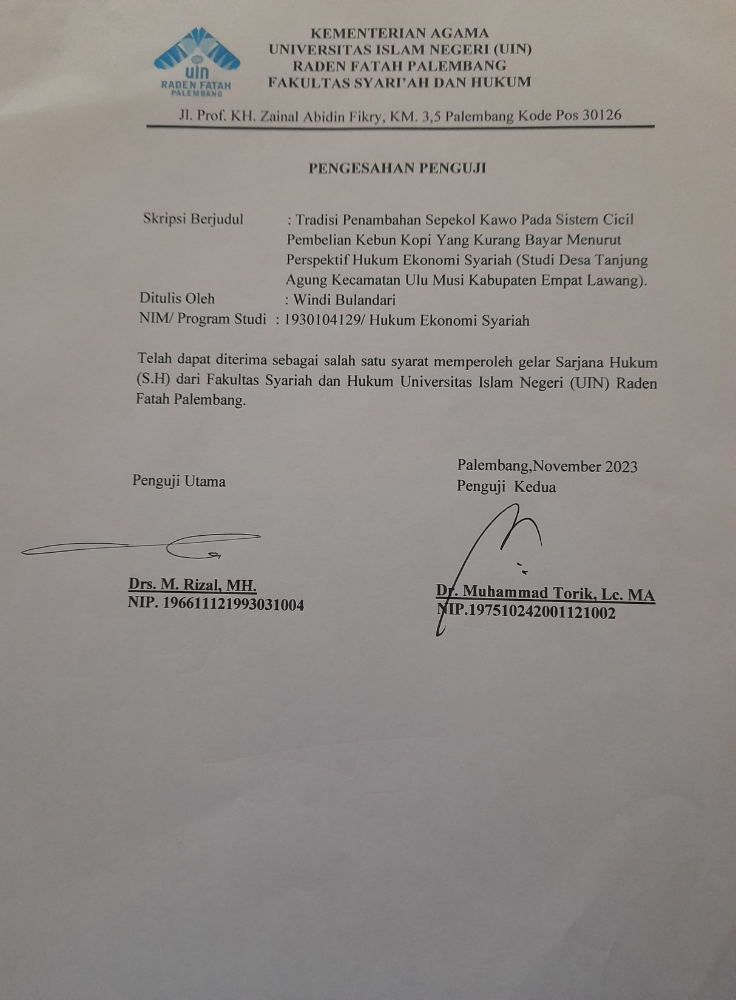 uin
RADEN FATAH
PALEMBANG
KEMENTERIAN AGAMA
UNIVERSITAS ISLAM NEGERI (UIN)
RADEN FATAH PALEMBANG
FAKULTAS SYARI'AH DAN HUKUM
Jl. Prof. KH. Zainal Abidin Fikry, KM. 3,5 Palembang Kode Pos 30126
PENGESAHAN PENGUJI
Skripsi Berjudul : Tradisi Penambahan Sepekol Kawo Pada Sistem Cicil
Pembelian Kebun Kopi Yang Kurang Bayar Menurut
Perspektif Hukum Ekonomi Syariah (Studi Desa Tanjung
Agung Kecamatan Ulu Musi Kabupaten Empat Lawang).
Ditulis Oleh : Windi Bulandari
NIM/ Program Studi : 1930104129/ Hukum Ekonomi Syariah
Telah dapat diterima sebagai salah satu syarat memperoleh gelar Sarjana Hukum
(S.H) dari Fakultas Syariah dan Hukum Universitas Islam Negeri (UIN) Raden
Fatah Palembang.
Palembang,November 2023
Penguji Utama
Penguji Kedua
Drs. M. Rizal, MH.
NIP. 196611121993031004
Dr. Muhammad Torik, Lc. MA
NIP.197510242001121002